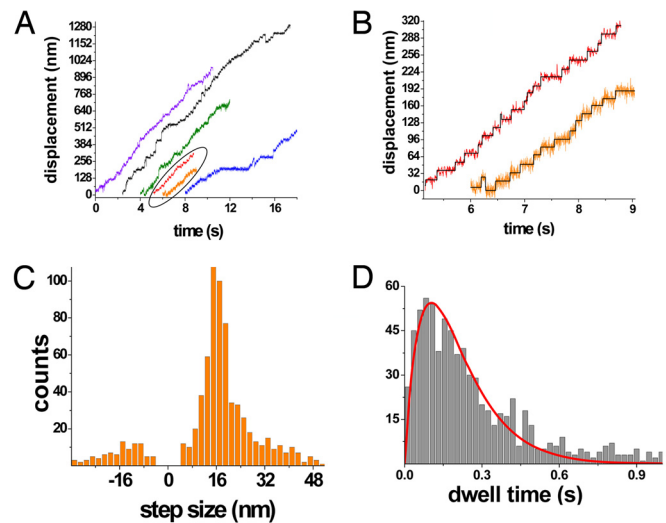 A
1280
1152
1024
896
768
640
512
384
256
128
0
displacement (nm)
0 4 8 12 16
time (s)
B
320
288
256
224
192
160
128
96
64
32
0
displacement (nm)
6 7 8 9
time (s)
C
100
80
60
40
20
counts
-16 0 16 32 48
step size (nm)
D
60
45
30
15
0.0 0.3 0.6 0.9
dwell time (s)